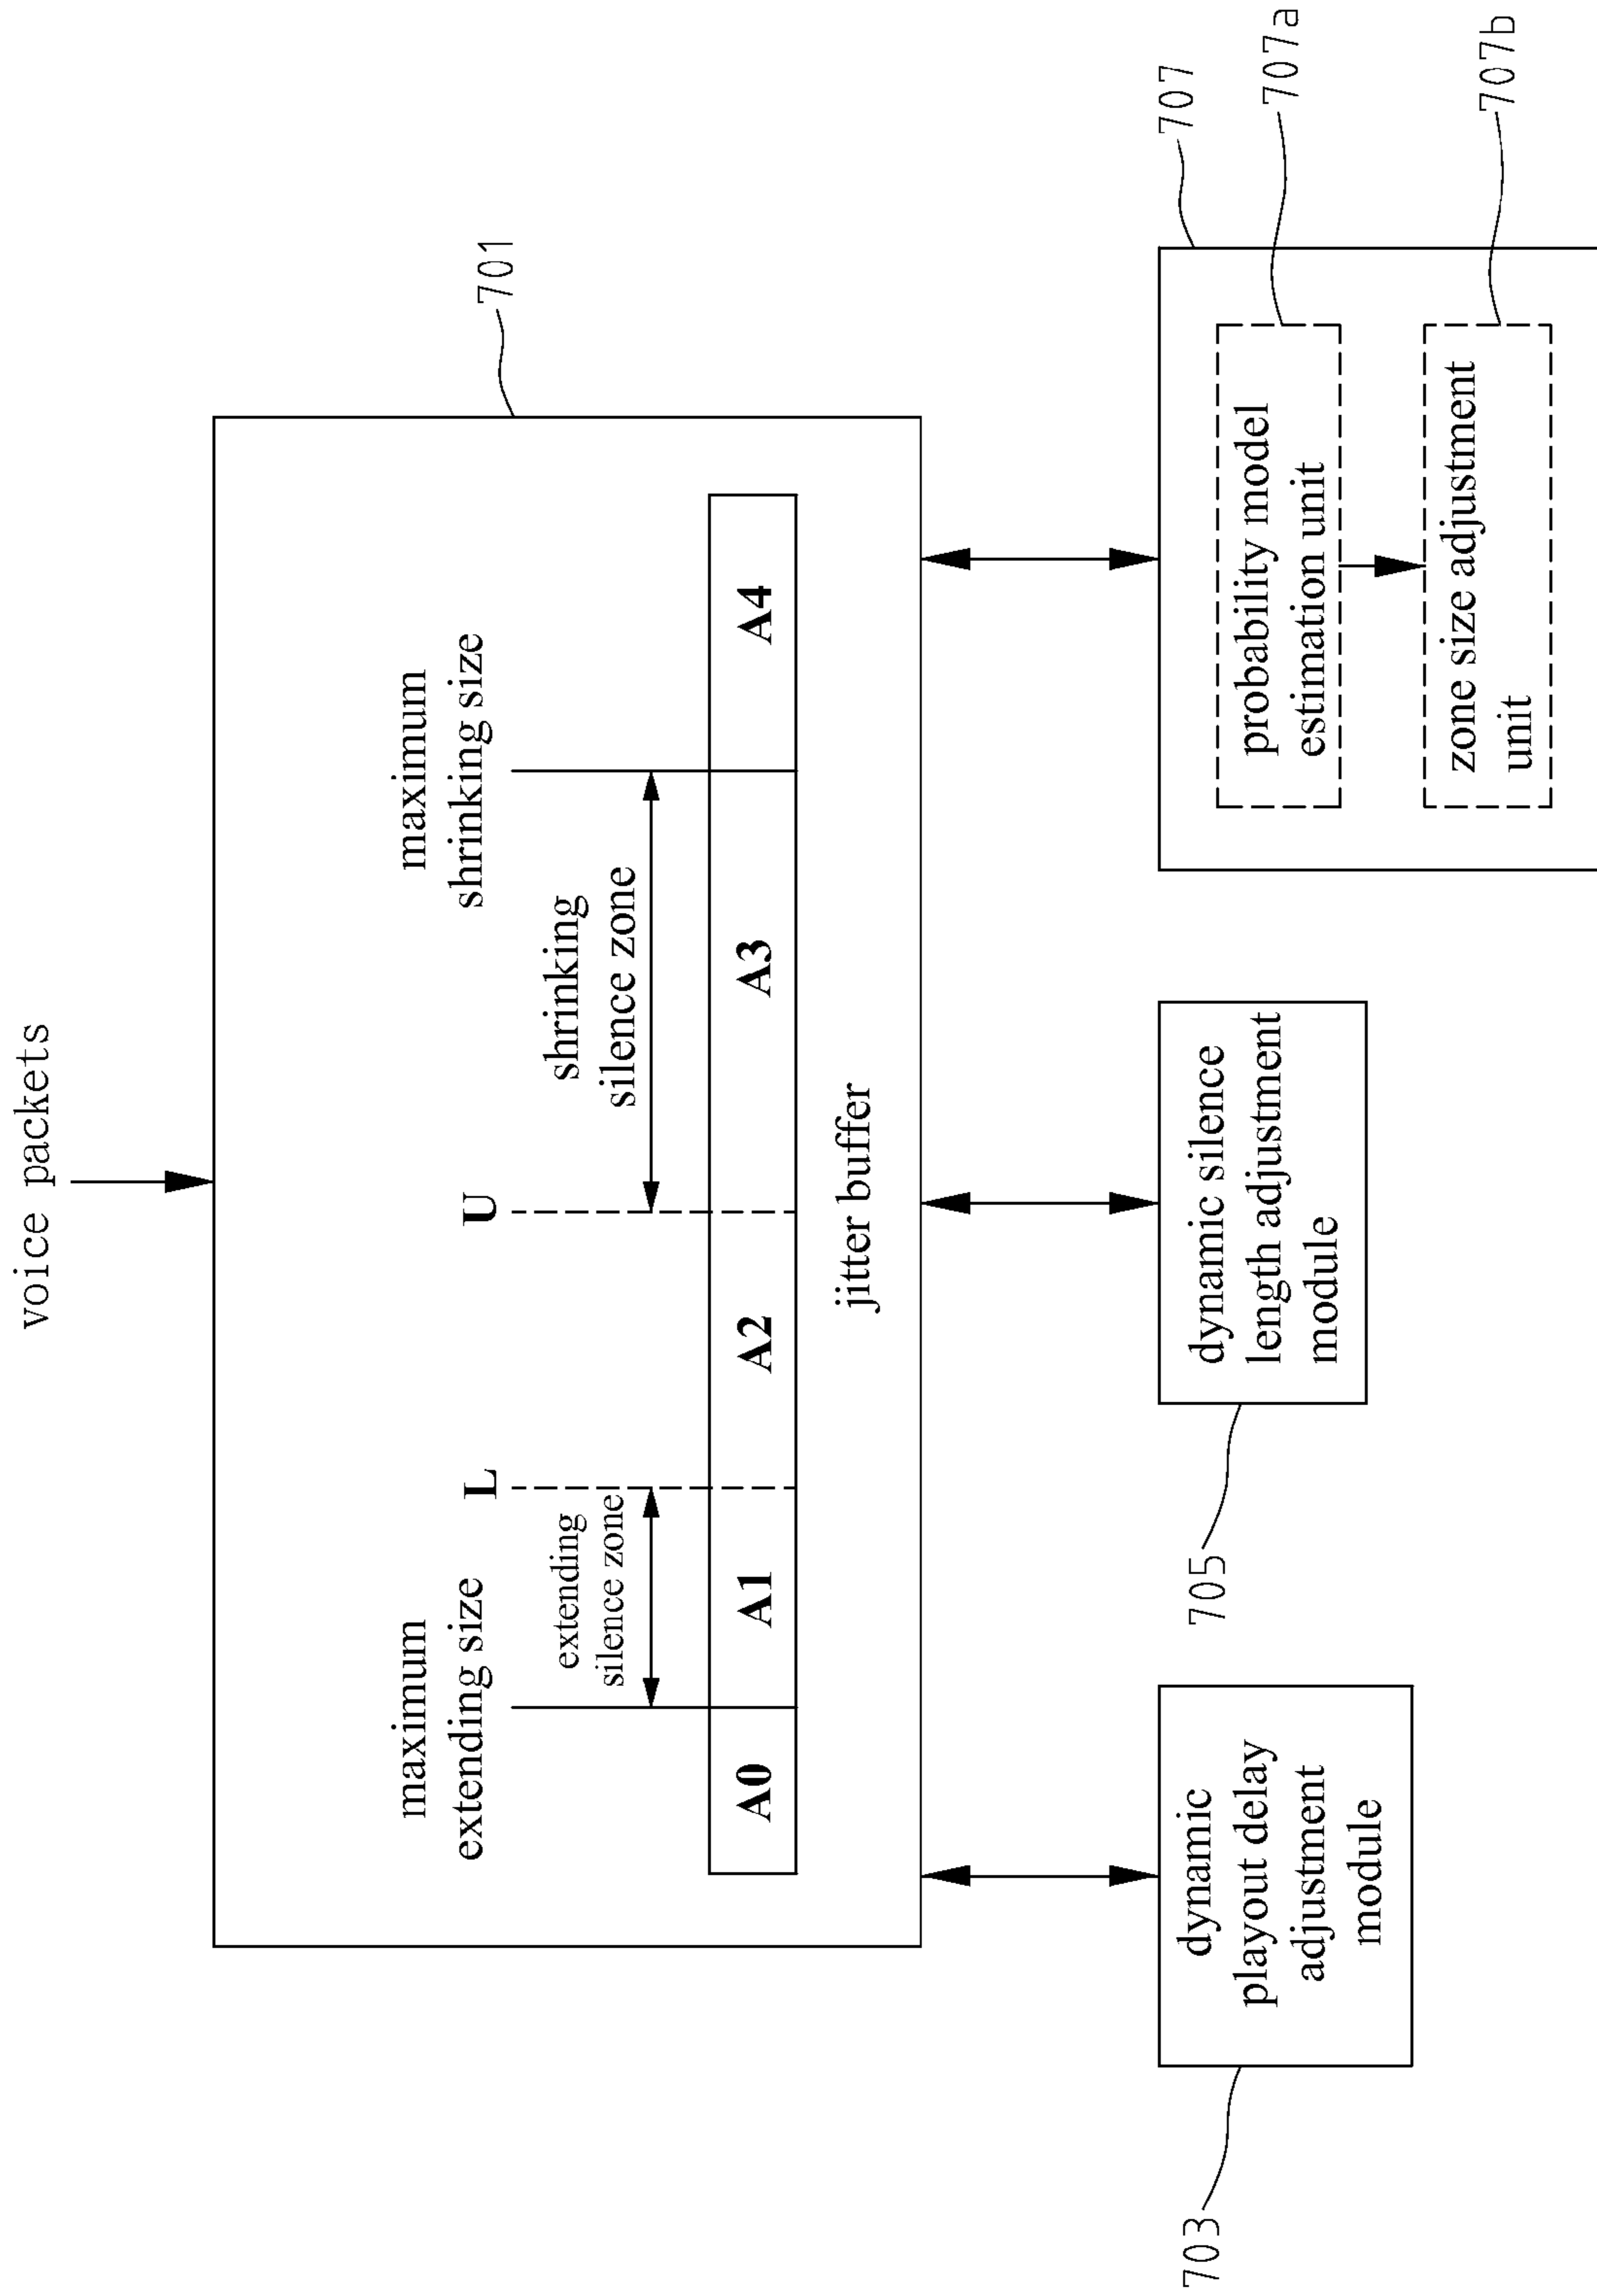 voice packets
701
maximum
extending size
L
U
maximum
shrinking size
extending
silence zone
shrinking
silence zone
A0
A1
A2
A3
A4
jitter buffer
703
dynamic
playout delay
adjustment
module
705
dynamic silence
length adjustment
module
707
probability model
estimation unit
707a
zone size adjustment
unit
707b